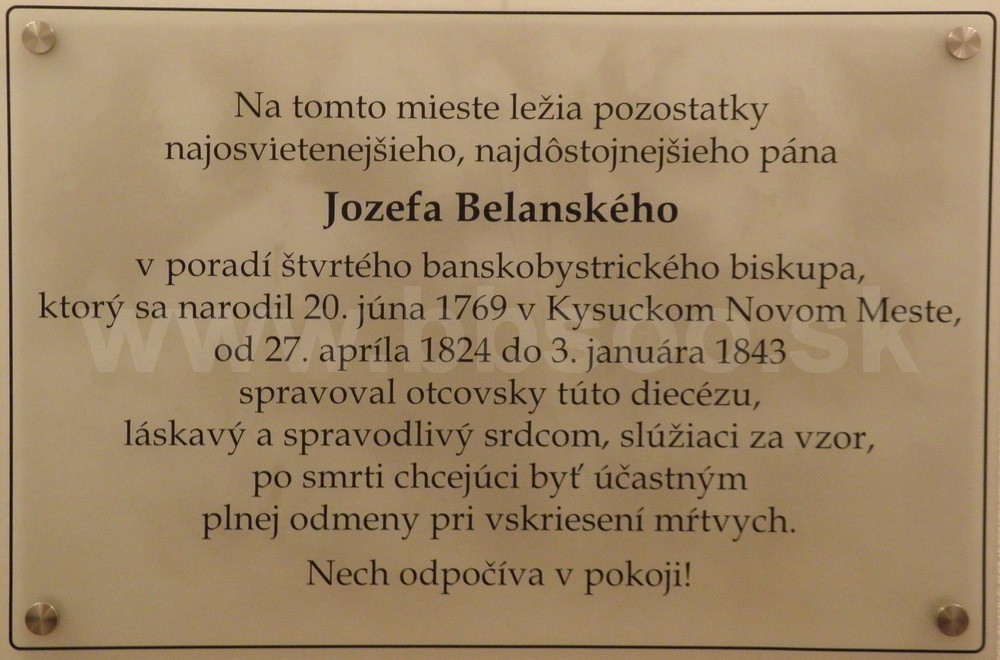 Na tomto mieste ležia pozostatky
najosvietenejšieho, najdôstojnejšieho pána
Jozefa Belanského
v poradí štvrtého banskobystrického biskupa,
ktorý sa narodil 20. júna 1769 v Kysuckom Novom Meste,
od 27. apríla 1824 do 3. januára 1843
spravoval otcovsky túto diecézu,
láskavý a spravodlivý srdcom, slúžiaci za vzor,
po smrti chcejúci byť účastným
plnej odmeny pri vskriesení mŕtvych.
Nech odpočíva v pokoji!